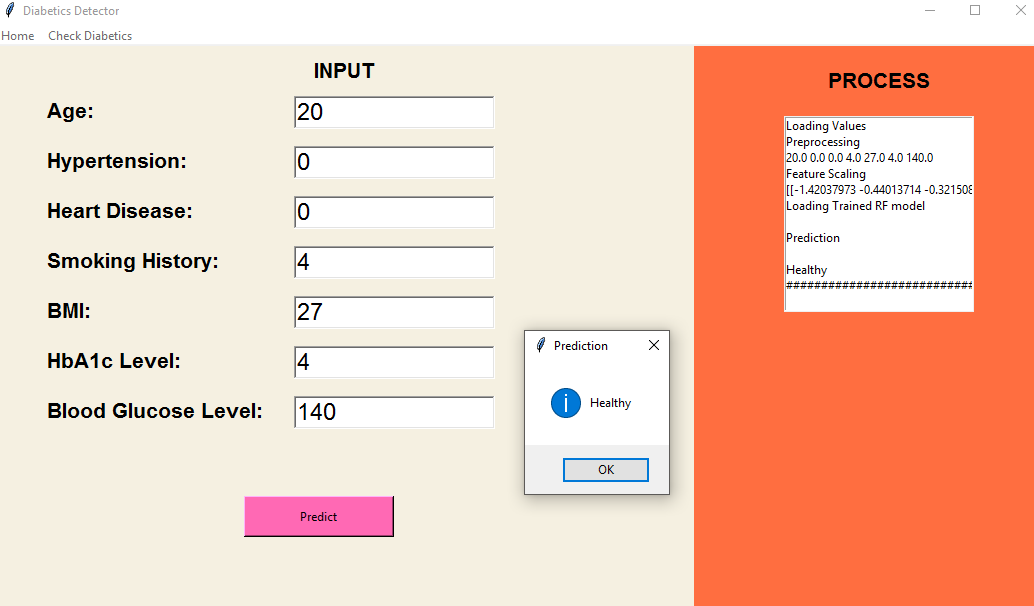 Diabetics Detector
Home Check Diabetics
INPUT
Age: 20
Hypertension: 0
Heart Disease: 0
Smoking History: 4
BMI: 27
HbA1c Level: 4
Blood Glucose Level: 140
Predict
Prediction
Healthy
OK
PROCESS
Loading Values
Preprocessing
20.0 0.0 0.0 4.0 27.0 4.0 140.0
Feature Scaling
[[-1.42037973 -0.44013714 -0.321508
Loading Trained RF model
Prediction
Healthy
###########################